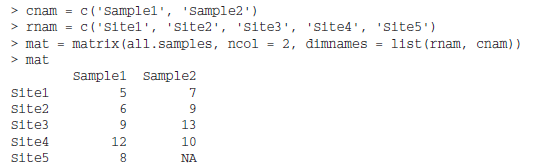 > cnam = c('Sample1', 'Sample2')
> rnam = c('Site1', 'Site2', 'Site3', 'Site4', 'Site5')
> mat = matrix(all.samples, ncol = 2, dimnames = list(rnam, cnam))
> mat
      Sample1 Sample2
Site1       5       7
Site2       6       9
Site3       9      13
Site4      12      10
Site5       8      NA